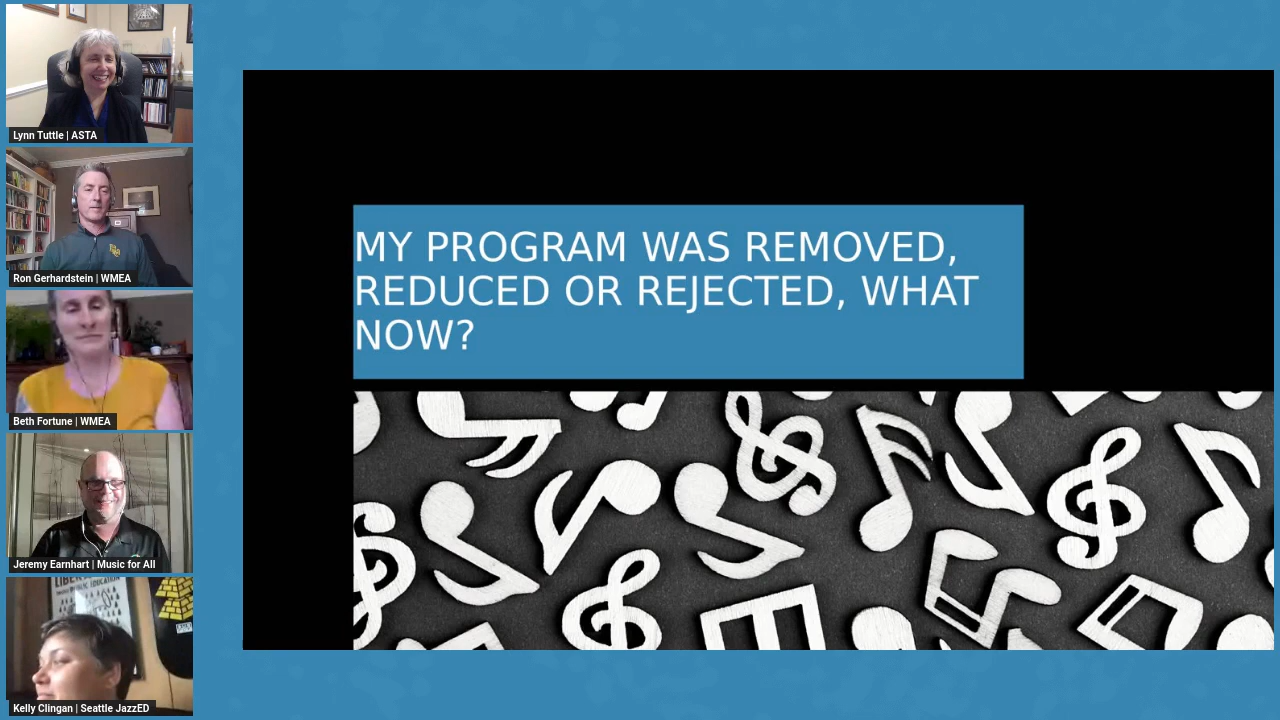 Lynn Tuttle | ASTA
Ron Gerhardstein | WMEA
Beth Fortune | WMEA
Jeremy Earnhart | Music for All
Kelly Clingan | Seattle JazzED
MY PROGRAM WAS REMOVED,
REDUCED OR REJECTED, WHAT
NOW?